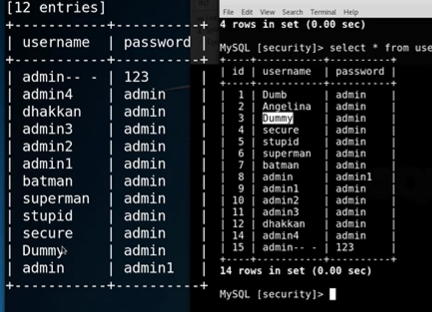 [12 entries]
+-----------+----------+
| username | password
+-----------+----------+
| admin-- - | 123 |
| admin4 | admin |
| dhakkan | admin |
| admin3 | admin |
| admin2 | admin |
| admin1 | admin |
| batman | admin |
| superman | admin |
| stupid | admin |
| secure | admin |
| Dummy | admin |
| admin | admin1 |
+-----------+----------+
File Edit View Search Terminal Help
4 rows in set (0.00 sec)
MySQL [security]> select * from use
+----+-----------+----------+
| id | username | password |
+----+-----------+----------+
| 1 | Dumb | admin |
| 2 | Angelina | admin |
| 3 | Dummy | admin |
| 4 | secure | admin |
| 5 | stupid | admin |
| 6 | superman | admin |
| 7 | batman | admin |
| 8 | admin | admin1 |
| 9 | admin1 | admin |
| 10 | admin2 | admin |
| 11 | admin3 | admin |
| 12 | dhakkan | admin |
| 14 | admin4 | admin |
| 15 | admin-- - | 123 |
+----+-----------+----------+
14 rows in set (0.00 sec)
MySQL [security]>